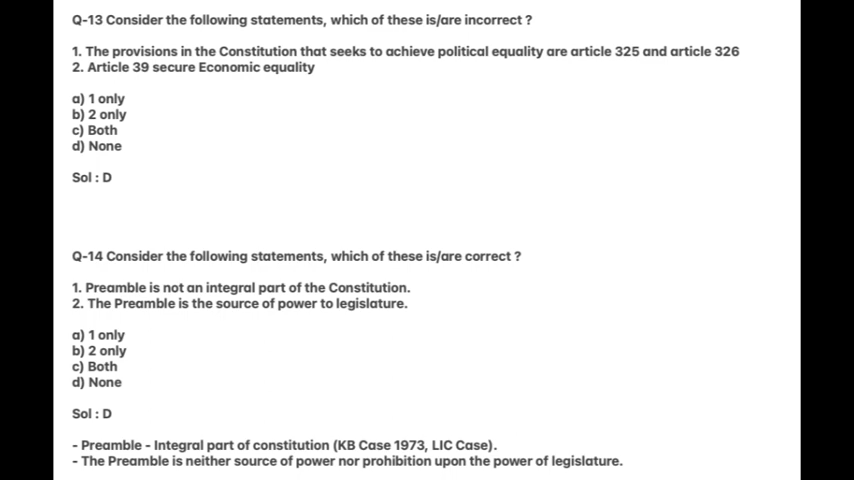 Q-13 Consider the following statements, which of these is/are incorrect ?
1. The provisions in the Constitution that seeks to achieve political equality are article 325 and article 326
2. Article 39 secure Economic equality
a) 1 only
b) 2 only
c) Both
d) None
Sol : D
Q-14 Consider the following statements, which of these is/are correct ?
1. Preamble is not an integral part of the Constitution.
2. The Preamble is the source of power to legislature.
a) 1 only
b) 2 only
c) Both
d) None
Sol : D
- Preamble - Integral part of constitution (KB Case 1973, LIC Case).
- The Preamble is neither source of power nor prohibition upon the power of legislature.